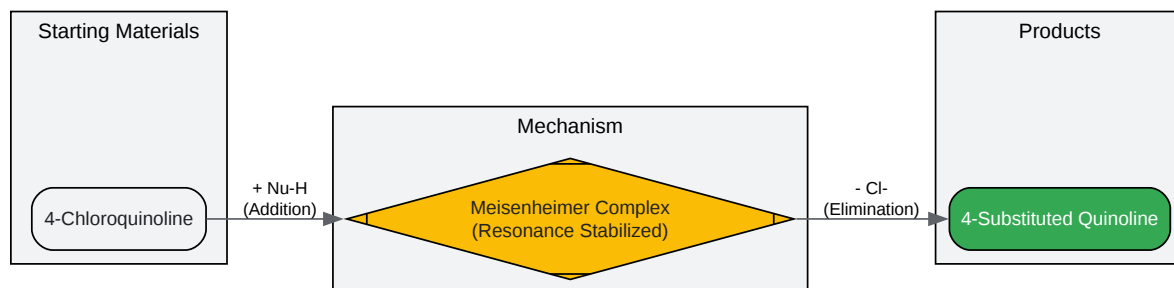 Starting Materials
Products
Mechanism
4-Chloroquinoline
+ Nu-H
(Addition)
Meisenheimer Complex
(Resonance Stabilized)
- Cl-
(Elimination)
4-Substituted Quinoline